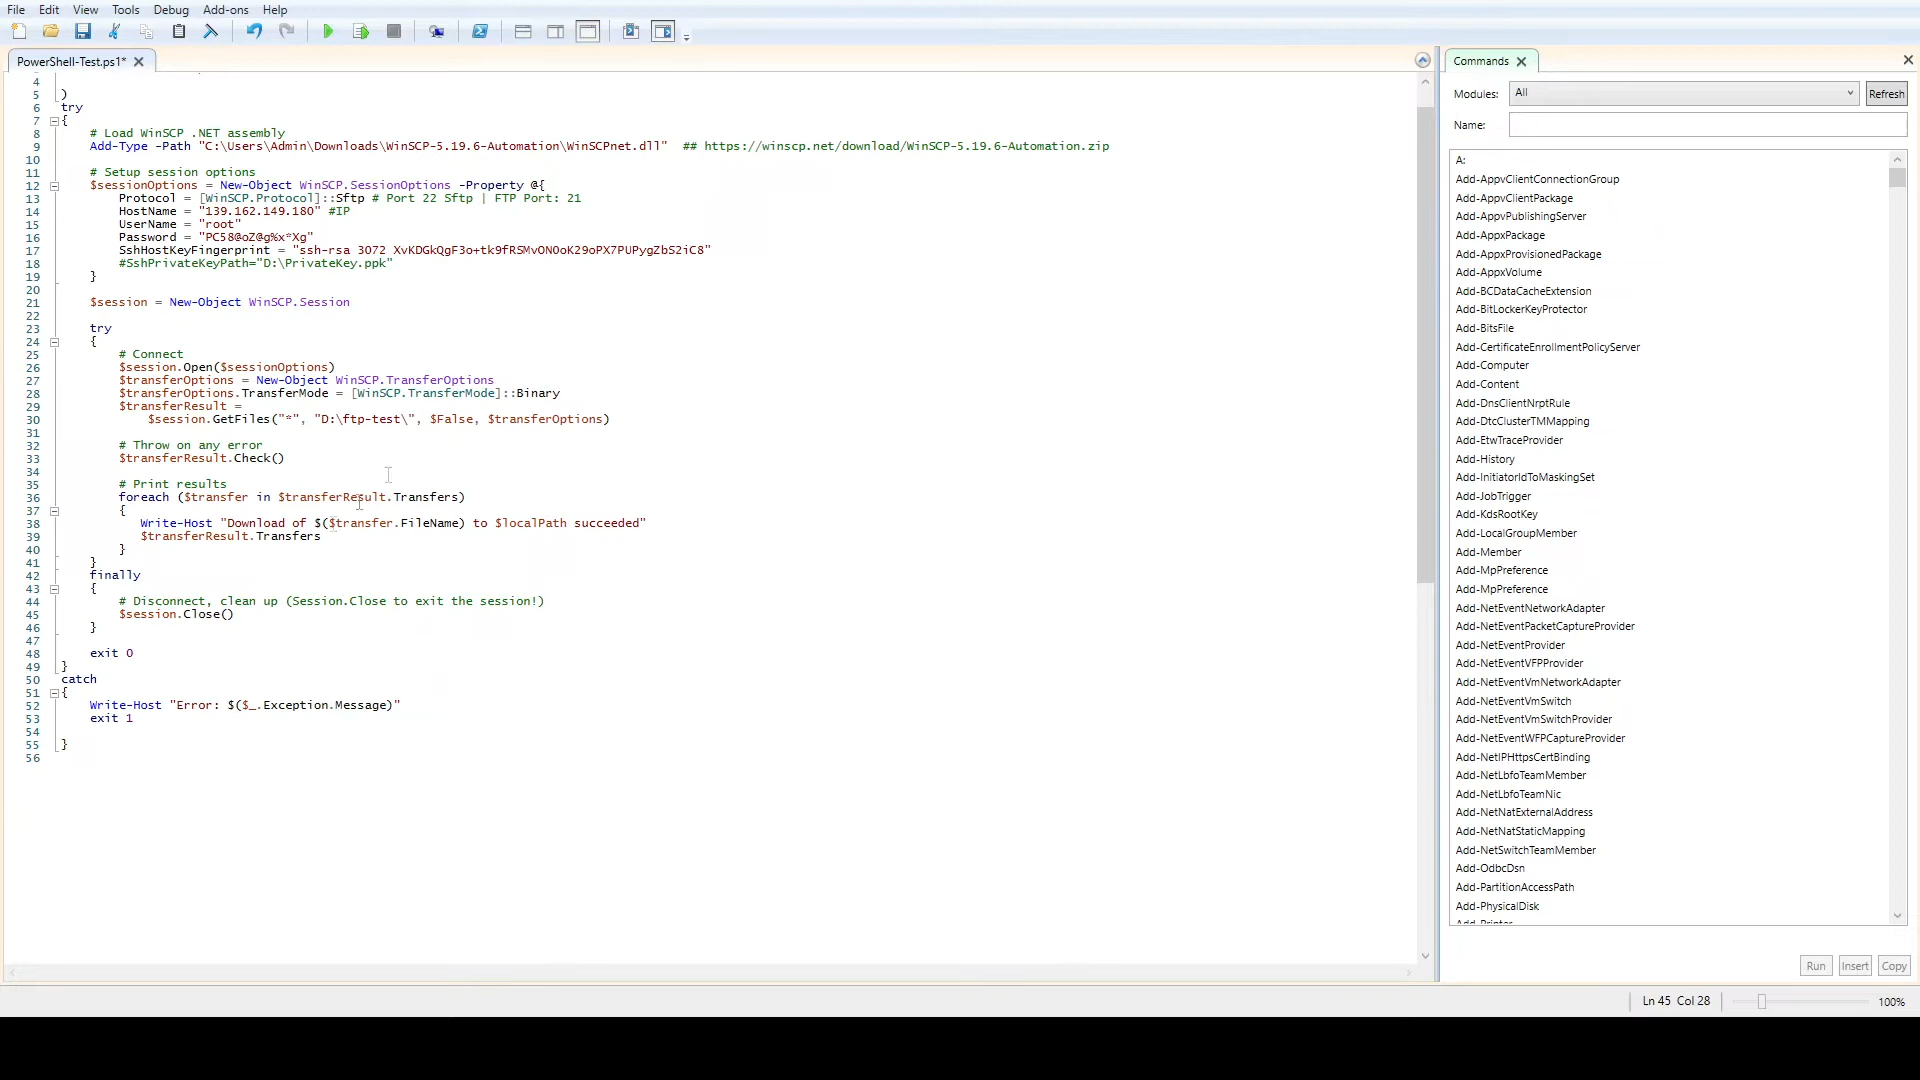 File Edit View Tools Debug Add-ons Help
PowerShell-Test.ps1*
4
5 )
6 try
7 {
8 # Load WinSCP .NET assembly
9 Add-Type -Path "C:\Users\Admin\Downloads\WinSCP-5.19.6-Automation\WinSCPnet.dll" ## https://winscp.net/download/WinSCP-5.19.6-Automation.zip
10
11 # Setup session options
12 $sessionOptions = New-Object WinSCP.SessionOptions -Property @{
13 Protocol = [WinSCP.Protocol]::Sftp # Port 22 Sftp | FTP Port: 21
14 HostName = "139.162.149.180" #IP
15 UserName = "root"
16 Password = "PC58@oZ@g%x*Xg"
17 SshHostKeyFingerprint = "ssh-rsa 3072 XvKDGkQgF3o+tk9fRSMvON0oK29oPX7PUPygZbS2iC8"
18 #SshPrivateKeyPath="D:\PrivateKey.ppk"
19 }
20
21 $session = New-Object WinSCP.Session
22
23 try
24 {
25 # Connect
26 $session.Open($sessionOptions)
27 $transferOptions = New-Object WinSCP.TransferOptions
28 $transferOptions.TransferMode = [WinSCP.TransferMode]::Binary
29 $transferResult =
30 $session.GetFiles("*", "D:\ftp-test\", $False, $transferOptions)
31
32 # Throw on any error
33 $transferResult.Check()
34
35 # Print results
36 foreach ($transfer in $transferResult.Transfers)
37 {
38 Write-Host "Download of $($transfer.FileName) to $localPath succeeded"
39 $transferResult.Transfers
40 }
41 }
42 finally
43 {
44 # Disconnect, clean up (Session.Close to exit the session!)
45 $session.Close()
46 }
47
48 exit 0
49 }
50 catch
51 {
52 Write-Host "Error: $($_.Exception.Message)"
53 exit 1
54
55 }
56
Commands
Modules: All Refresh
Name:
A:
Add-AppvClientConnectionGroup
Add-AppvClientPackage
Add-AppvPublishingServer
Add-AppxPackage
Add-AppxProvisionedPackage
Add-AppxVolume
Add-BCDataCacheExtension
Add-BitLockerKeyProtector
Add-BitsFile
Add-CertificateEnrollmentPolicyServer
Add-Computer
Add-Content
Add-DnsClientNrptRule
Add-DtcClusterTMMapping
Add-EtwTraceProvider
Add-History
Add-InitiatorIdToMaskingSet
Add-JobTrigger
Add-KdsRootKey
Add-LocalGroupMember
Add-Member
Add-MpPreference
Add-MpPreference
Add-NetEventNetworkAdapter
Add-NetEventPacketCaptureProvider
Add-NetEventProvider
Add-NetEventVFPProvider
Add-NetEventVmNetworkAdapter
Add-NetEventVmSwitch
Add-NetEventVmSwitchProvider
Add-NetEventWFPCaptureProvider
Add-NetIPHttpsCertBinding
Add-NetLbfoTeamMember
Add-NetLbfoTeamNic
Add-NetNatExternalAddress
Add-NetNatStaticMapping
Add-NetSwitchTeamMember
Add-OdbcDsn
Add-PartitionAccessPath
Add-PhysicalDisk
Add-Printer
Run Insert Copy
Ln 45 Col 28 100%